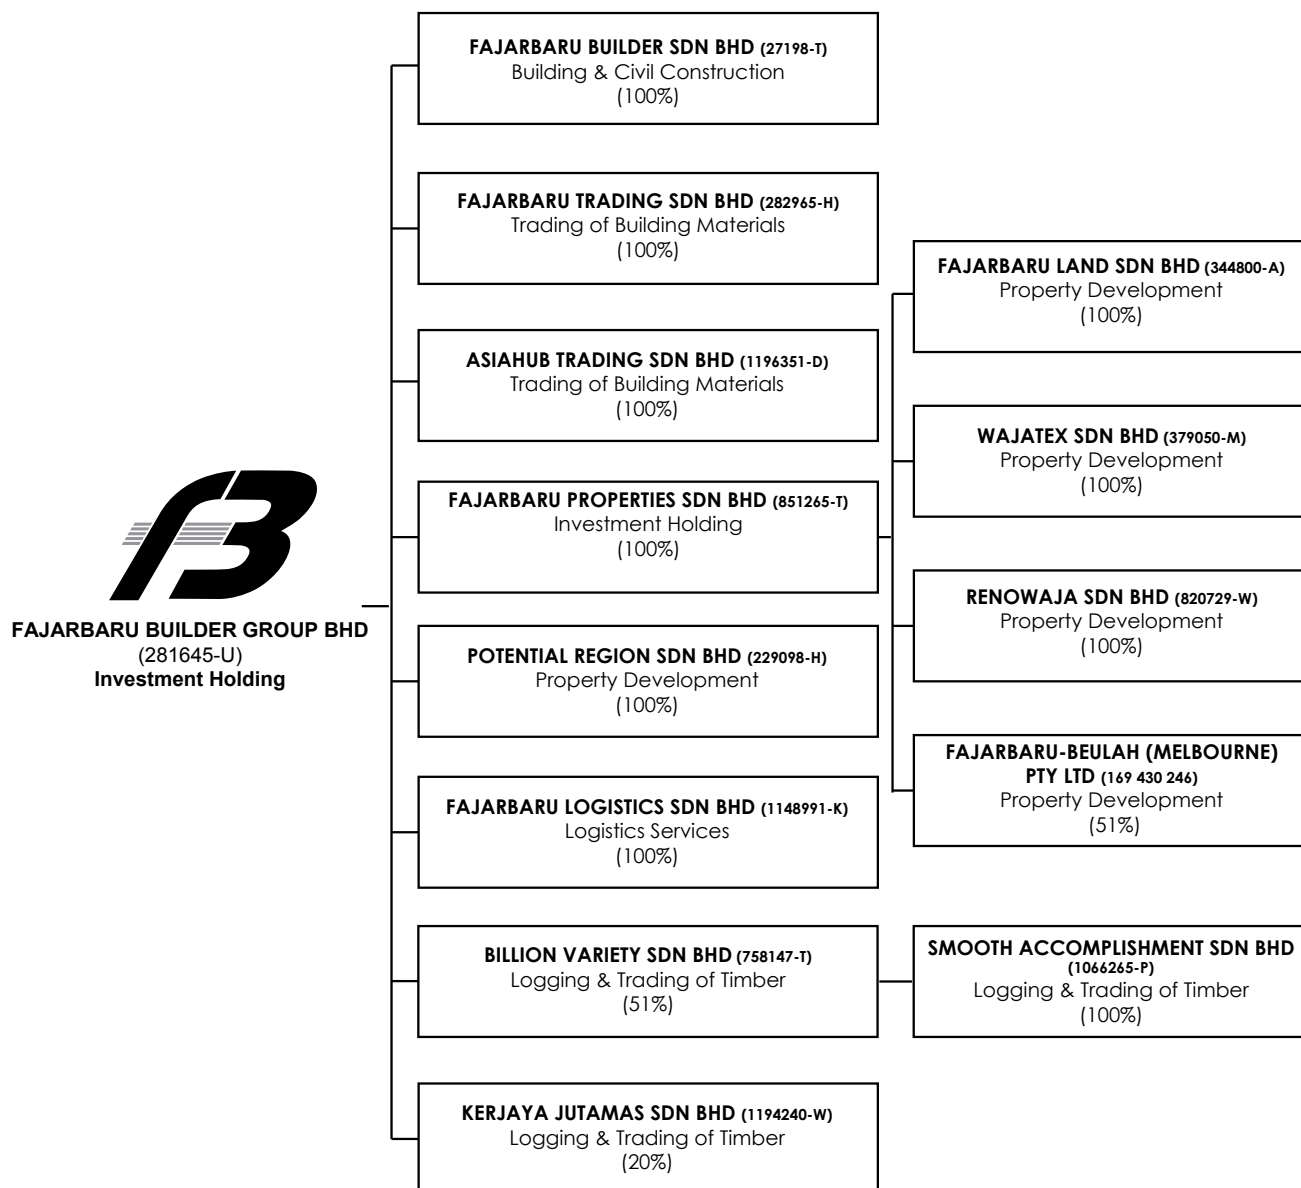 FAJARBARU BUILDER GROUP BHD
(281645-U)
Investment Holding
FAJARBARU BUILDER SDN BHD (27198-T)
Building & Civil Construction
(100%)
FAJARBARU TRADING SDN BHD (282965-H)
Trading of Building Materials
(100%)
ASIAHUB TRADING SDN BHD (1196351-D)
Trading of Building Materials
(100%)
FAJARBARU PROPERTIES SDN BHD (851265-T)
Investment Holding
(100%)
POTENTIAL REGION SDN BHD (229098-H)
Property Development
(100%)
FAJARBARU LOGISTICS SDN BHD (1148991-K)
Logistics Services
(100%)
BILLION VARIETY SDN BHD (758147-T)
Logging & Trading of Timber
(51%)
KERJAYA JUTAMAS SDN BHD (1194240-W)
Logging & Trading of Timber
(20%)
FAJARBARU LAND SDN BHD (344800-A)
Property Development
(100%)
WAJATEX SDN BHD (379050-M)
Property Development
(100%)
RENOWAJA SDN BHD (820729-W)
Property Development
(100%)
FAJARBARU-BEULAH (MELBOURNE)
PTY LTD (169 430 246)
Property Development
(51%)
SMOOTH ACCOMPLISHMENT SDN BHD
(1066265-P)
Logging & Trading of Timber
(100%)